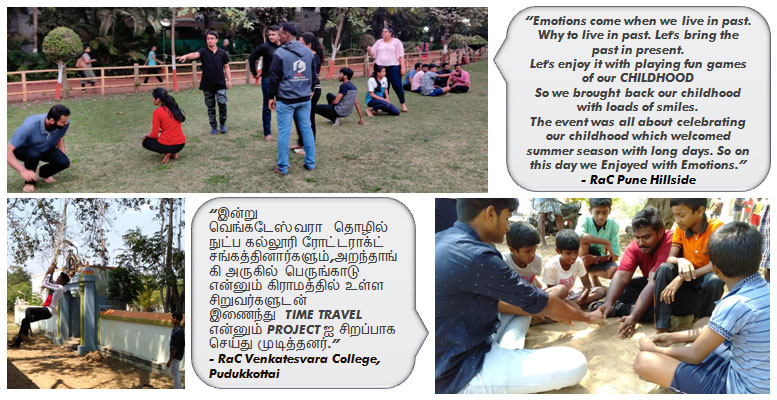 “Emotions come when we live in past.
Why to live in past. Let's bring the
past in present.
Let's enjoy it with playing fun games
of our CHILDHOOD
So we brought back our childhood
with loads of smiles.
The event was all about celebrating
our childhood which welcomed
summer season with long days. So on
this day we Enjoyed with Emotions.”
- RaC Pune Hillside
“இன்று
வெங்கடேஸ்வரா தொழில்
நுட்ப கல்லூரி ரோட்டராக்ட்
சங்கத்தினார்களும்,அறந்தாங்
கி அருகில் பெருங்காடு
என்னும் கிராமத்தில் உள்ள
சிறுவர்களுடன்
இணைந்து TIME TRAVEL
என்னும் PROJECT ஐ சிறப்பாக
செய்து முடித்தனர்.”
- RaC Venkatesvara College,
Pudukkottai